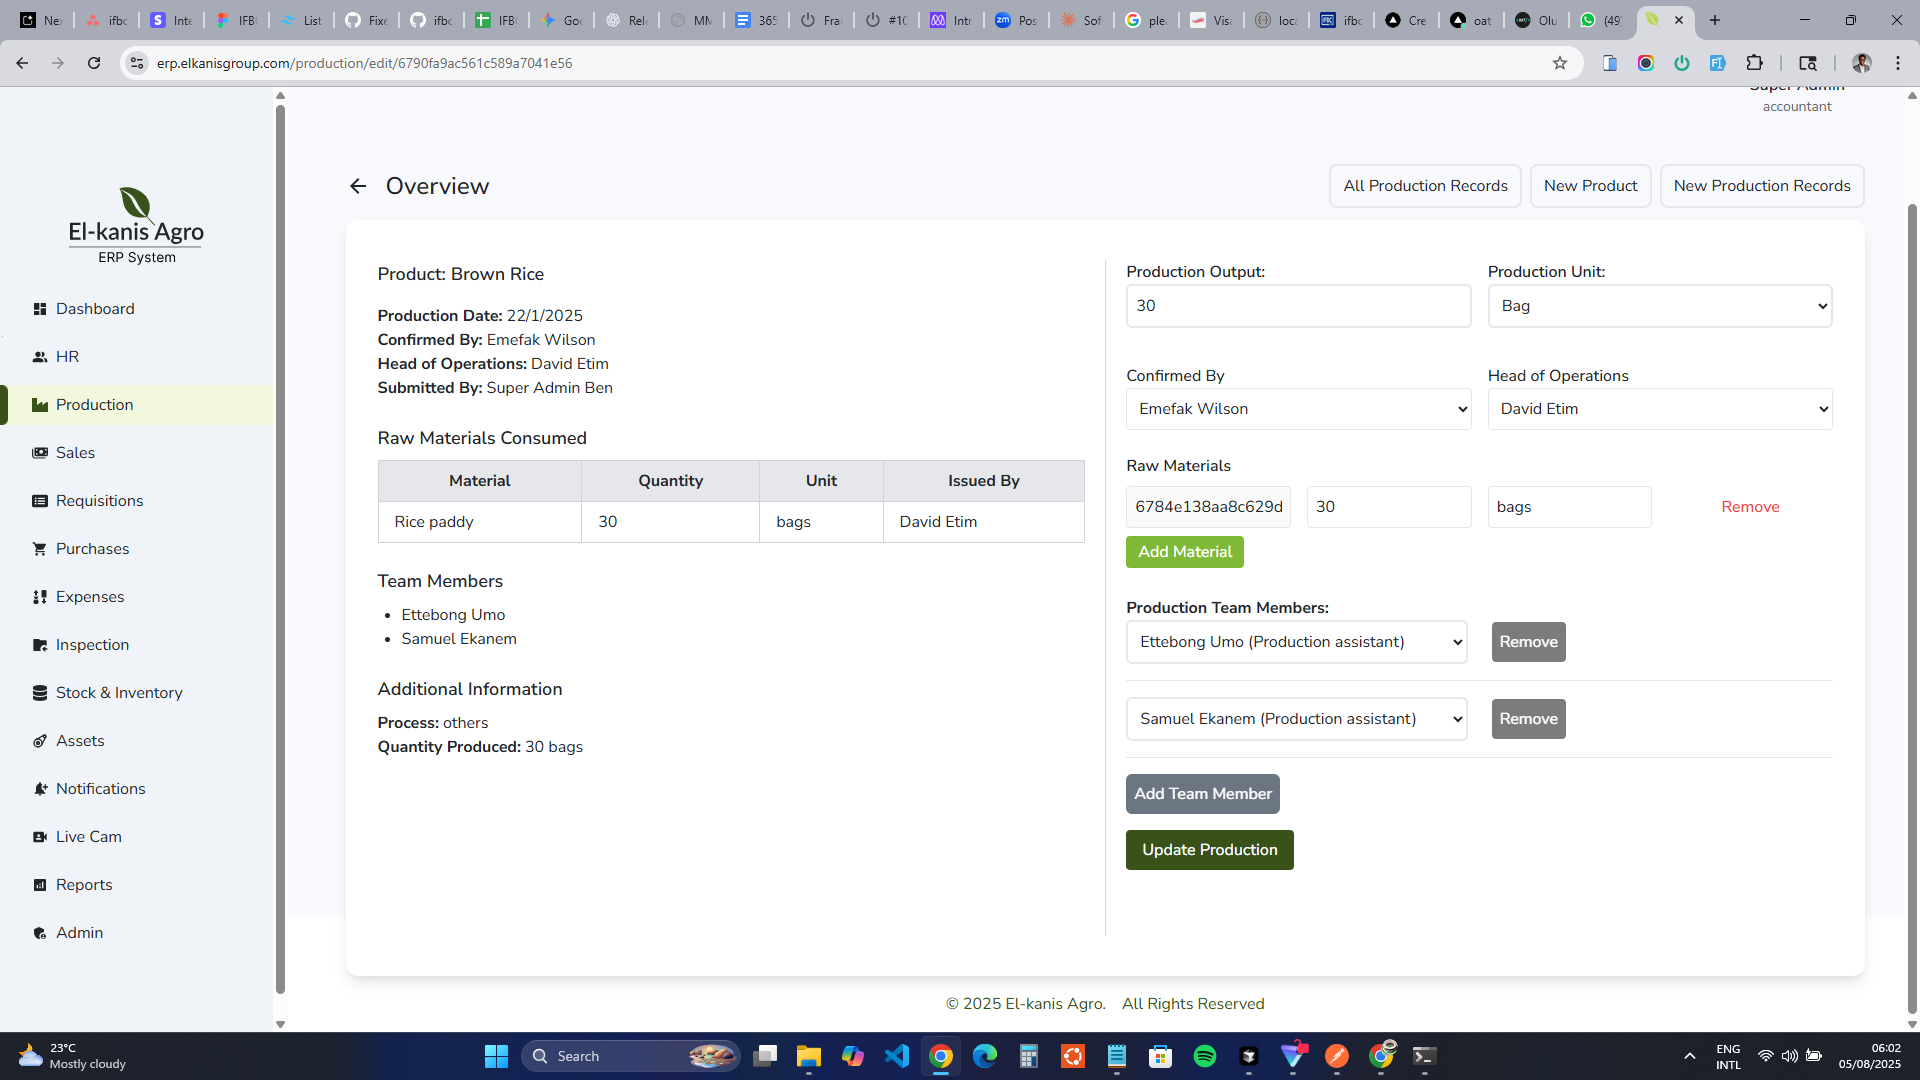 Nex
ifbc
Inte
IFB
List
Fixe
ifbc
IFB
Goc
Rele
MM
365
Fra
#10
Intr
Pos
Sof
ple
Visa
loca
ifbc
Cre
oat
Olu
(49
erp.elkanisgroup.com/production/edit/6790fa9ac561c589a7041e56
Super Admin
accountant
El-kanis Agro
ERP System
Dashboard
HR
Production
Sales
Requisitions
Purchases
Expenses
Inspection
Stock & Inventory
Assets
Notifications
Live Cam
Reports
Admin
Overview
All Production Records
New Product
New Production Records
Product: Brown Rice
Production Date: 22/1/2025
Confirmed By: Emefak Wilson
Head of Operations: David Etim
Submitted By: Super Admin Ben
Raw Materials Consumed
Material Quantity Unit Issued By
Rice paddy 30 bags David Etim
Team Members
• Ettebong Umo
• Samuel Ekanem
Additional Information
Process: others
Quantity Produced: 30 bags
Production Output: Production Unit:
30 Bag
Confirmed By Head of Operations
Emefak Wilson David Etim
Raw Materials
6784e138aa8c629d 30 bags Remove
Add Material
Production Team Members:
Ettebong Umo (Production assistant) Remove
Samuel Ekanem (Production assistant) Remove
Add Team Member
Update Production
© 2025 El-kanis Agro. All Rights Reserved
23°C
Mostly cloudy
Search
ENG
INTL
06:02
05/08/2025